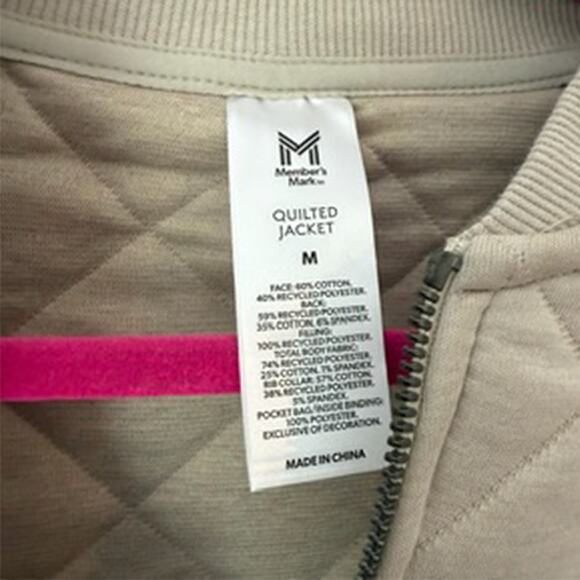 Member's
Mark™
QUILTED
JACKET
M
FACE: 60% COTTON,
40% RECYCLED POLYESTER.
BACK:
59% RECYCLED POLYESTER,
35% COTTON, 6% SPANDEX.
FILLING:
100% RECYCLED POLYESTER.
TOTAL BODY FABRIC:
74% RECYCLED POLYESTER,
25% COTTON, 1% SPANDEX.
RIB COLLAR: 57% COTTON,
38% RECYCLED POLYESTER,
5% SPANDEX.
POCKET BAG/INSIDE BINDING:
100% POLYESTER.
EXCLUSIVE OF DECORATION.
MADE IN CHINA